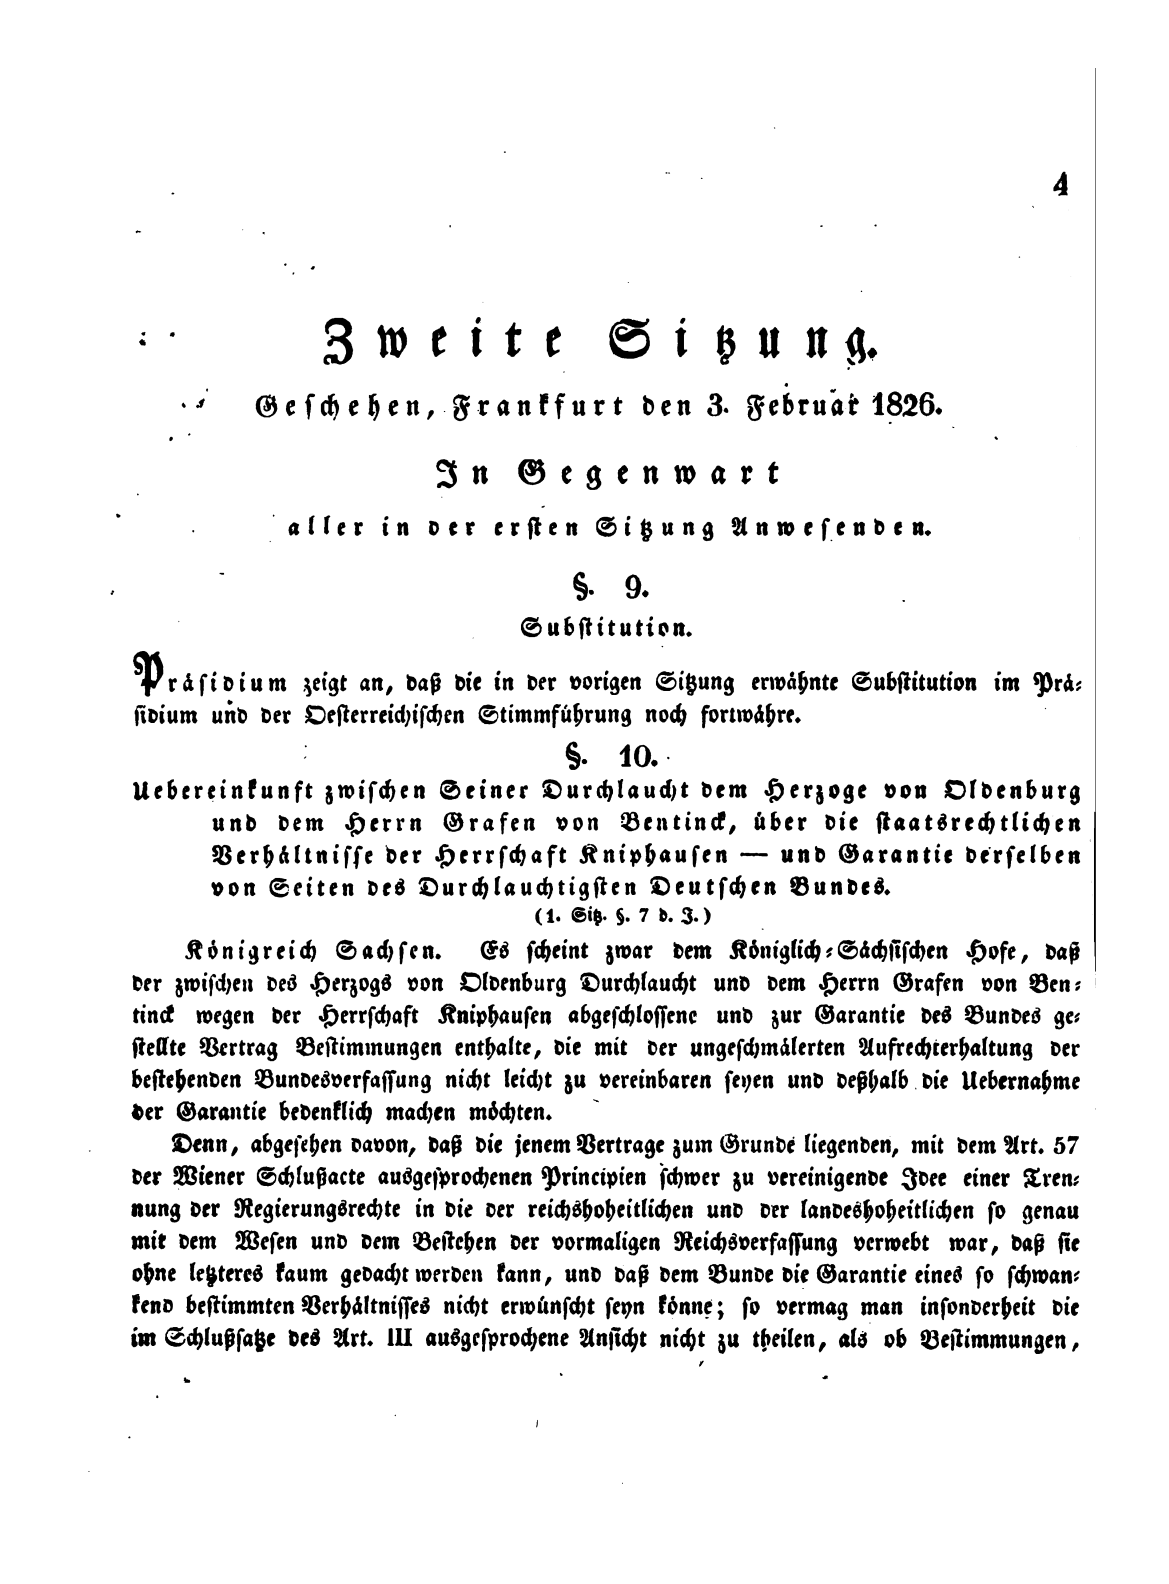 4
Zweite Sitzung.
Geschehen, Frankfurt den 3. Februar 1826.
In Gegenwart
aller in der ersten Sitzung Anwesenden.
§. 9.
Substitution.
Präsidium zeigt an, daß die in der vorigen Sitzung erwähnte Substitution im Prä-
sidium und der Oesterreichischen Stimmführung noch fortwähre.
§. 10.
Uebereinkunft zwischen Seiner Durchlaucht dem Herzoge von Oldenburg
und dem Herrn Grafen von Bentinck, über die staatsrechtlichen
Verhältnisse der Herrschaft Kniphausen — und Garantie derselben
von Seiten des Durchlauchtigsten Deutschen Bundes.
(1. Sitz. §. 7 d. J.)
Königreich Sachsen. Es scheint zwar dem Königlich-Sächsischen Hofe, daß
der zwischen des Herzogs von Oldenburg Durchlaucht und dem Herrn Grafen von Ben-
tinck wegen der Herrschaft Kniphausen abgeschlossene und zur Garantie des Bundes ge-
stellte Vertrag Bestimmungen enthalte, die mit der ungeschmälerten Aufrechterhaltung der
bestehenden Bundesverfassung nicht leicht zu vereinbaren seyen und deßhalb die Uebernahme
der Garantie bedenklich machen möchten.
Denn, abgesehen davon, daß die jenem Vertrage zum Grunde liegenden, mit dem Art. 57
der Wiener Schlußacte ausgesprochenen Principien schwer zu vereinigende Idee einer Tren-
nung der Regierungsrechte in die der reichshoheitlichen und der landeshoheitlichen so genau
mit dem Wesen und dem Bestehen der vormaligen Reichsverfassung verwebt war, daß sie
ohne letzteres kaum gedacht werden kann, und daß dem Bunde die Garantie eines so schwan-
kend bestimmten Verhältnisses nicht erwünscht seyn könne; so vermag man insonderheit die
im Schlußsatze des Art. III ausgesprochene Ansicht nicht zu theilen, als ob Bestimmungen,